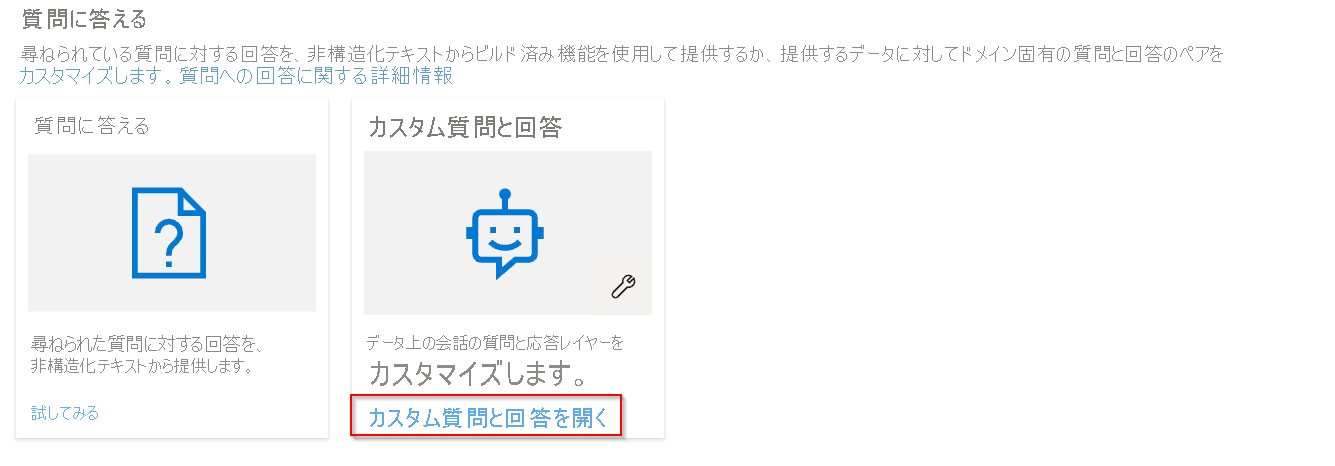 質問に答える
尋ねられている質問に対する回答を、非構造化テキストからビルド済み機能を使用して提供するか、提供するデータに対してドメイン固有の質問と回答のペアを
カスタマイズします。質問への回答に関する詳細情報
質問に答える
尋ねられた質問に対する回答を、
非構造化テキストから提供します。
試してみる
カスタム質問と回答
データ上の会話の質問と応答レイヤーを
カスタマイズします。
カスタム質問と回答を開く